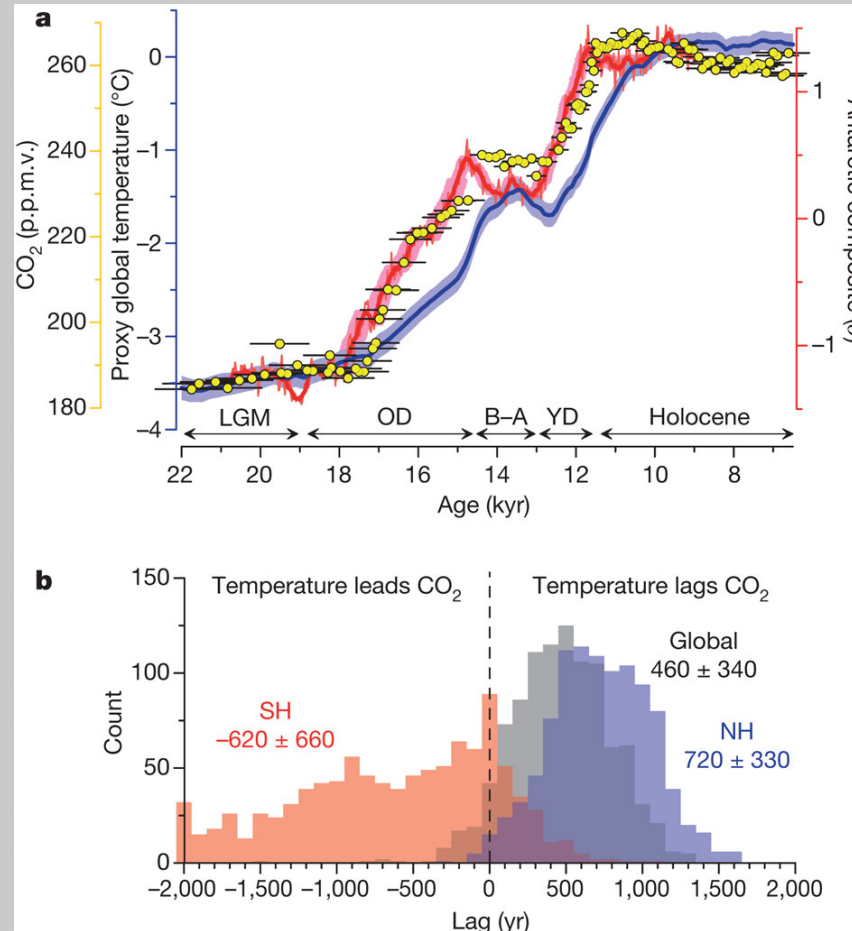 a
CO2 (p.p.m.v.)
260
240
220
200
180
Proxy global temperature (°C)
0
−1
−2
−3
−4
1
0
−1
LGM
OD
B–A
YD
Holocene
22
20
18
16
14
12
10
8
Age (kyr)
b
Count
150
100
50
0
Temperature leads CO2
Temperature lags CO2
SH
−620 ± 660
Global
460 ± 340
NH
720 ± 330
−2,000
−1,500
−1,000
−500
0
500
1,000
1,500
2,000
Lag (yr)